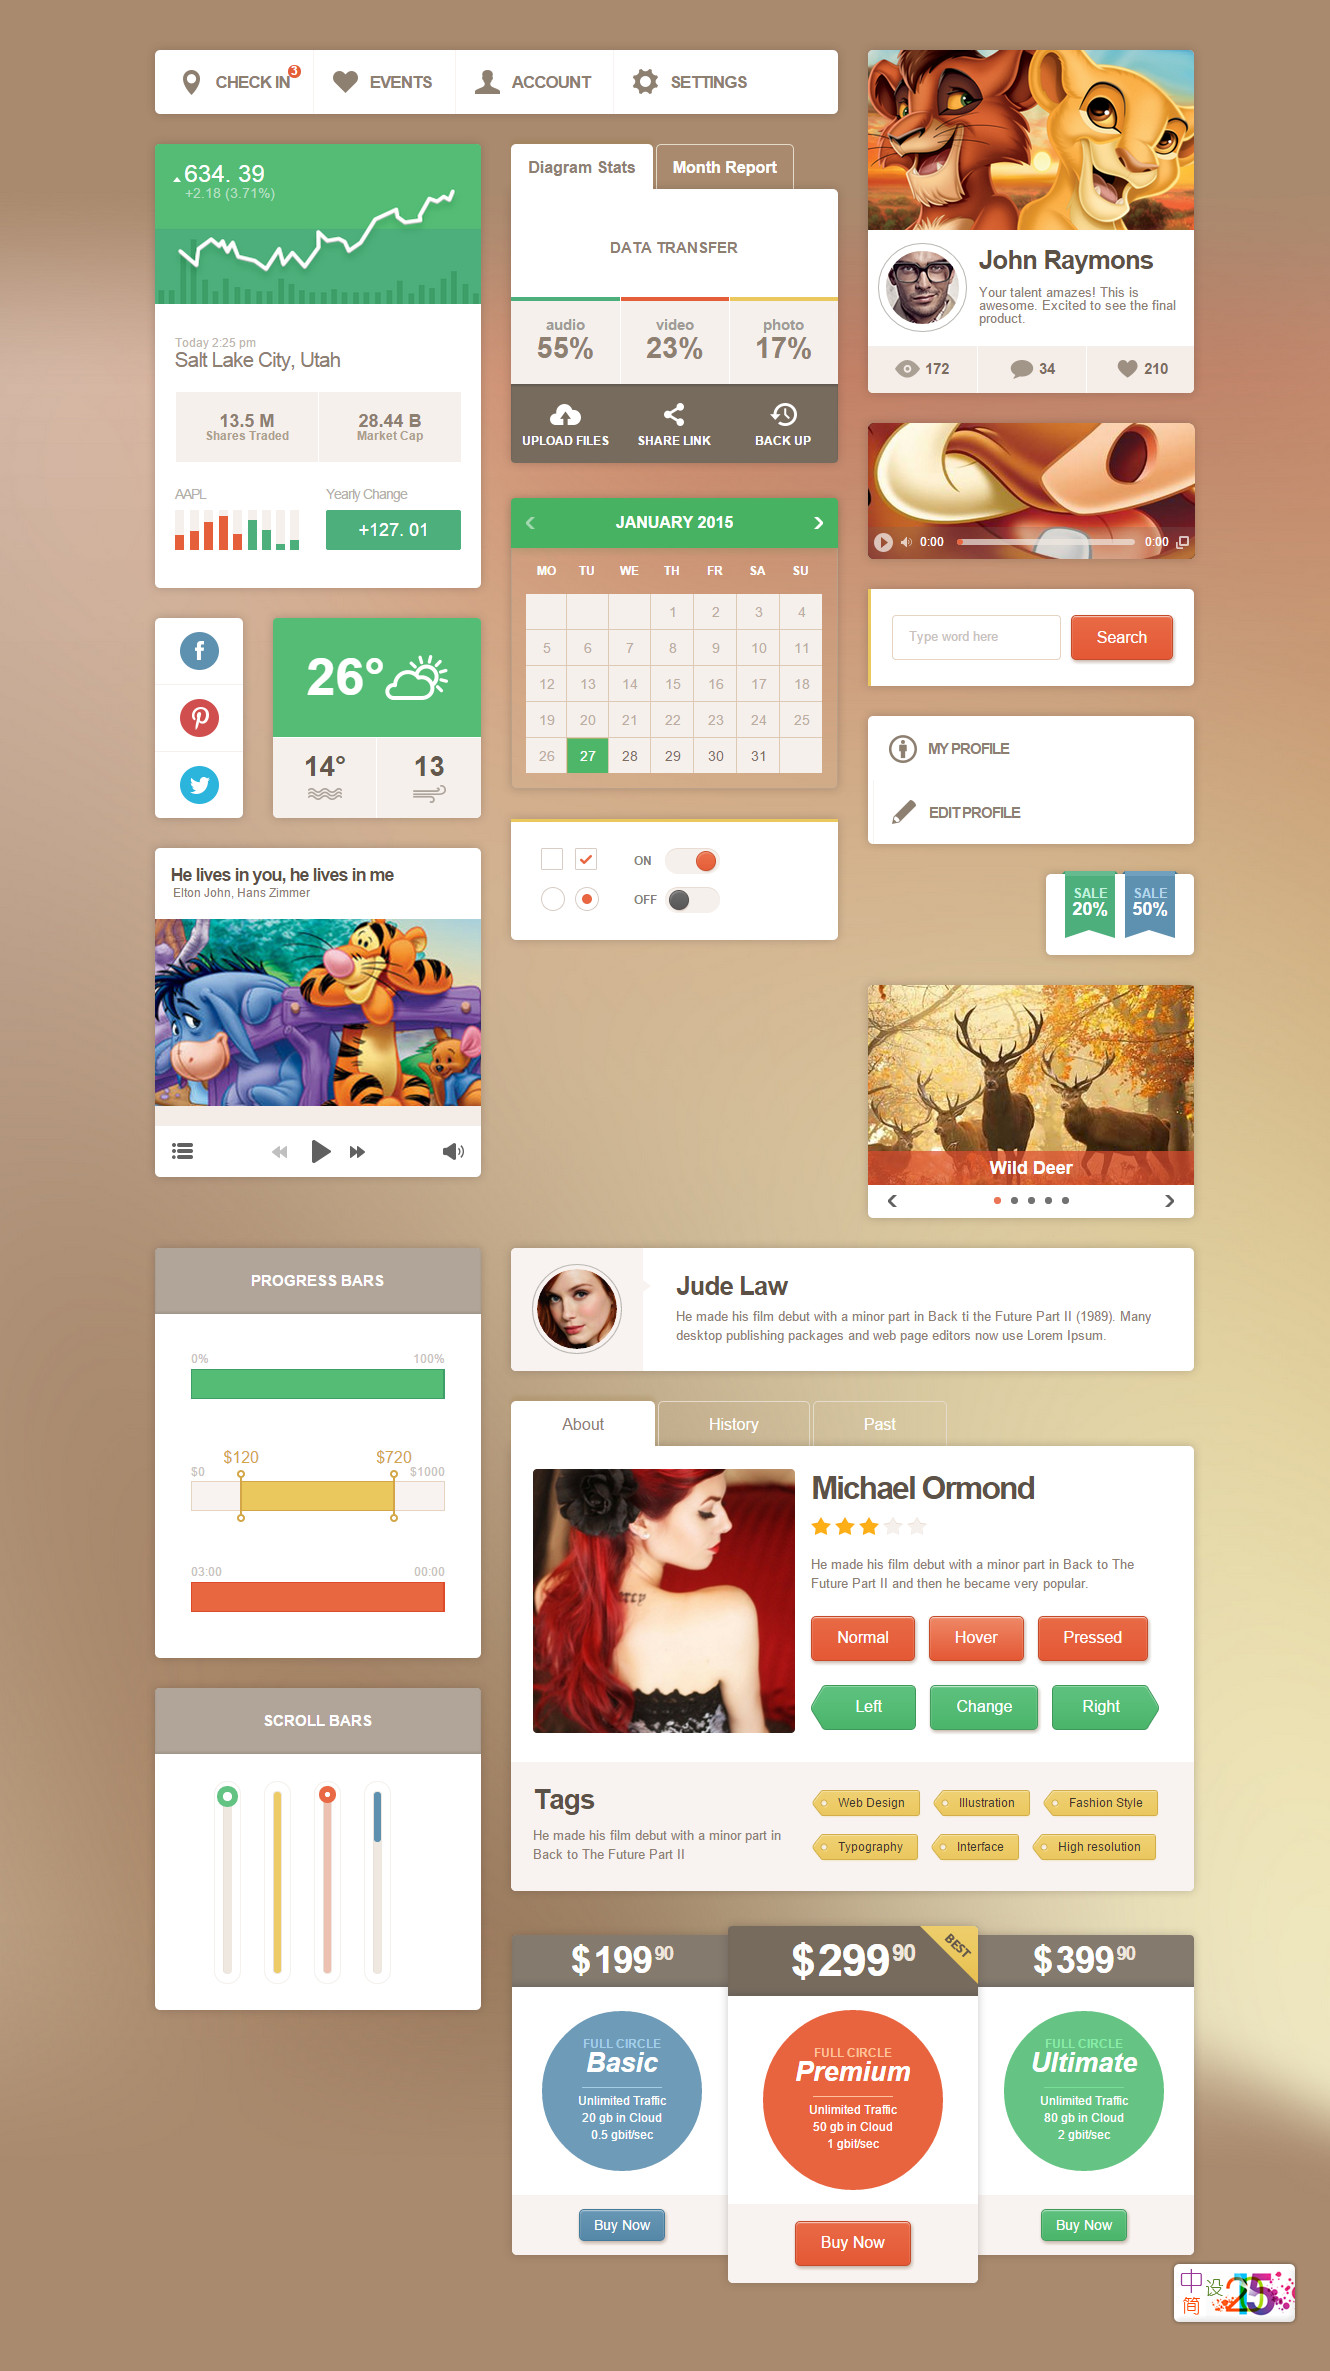 CHECK IN
3
EVENTS
ACCOUNT
SETTINGS
634. 39
+2.18 (3.71%)
Today 2:25 pm
Salt Lake City, Utah
13.5 M
Shares Traded
28.44 B
Market Cap
AAPL
Yearly Change
+127. 01
Diagram Stats
Month Report
DATA TRANSFER
audio
55%
video
23%
photo
17%
UPLOAD FILES
SHARE LINK
BACK UP
John Raymons
Your talent amazes! This is
awesome. Excited to see the final
product.
172
34
210
0:00
0:00
JANUARY 2015
MO TU WE TH FR SA SU
1 2 3 4
5 6 7 8 9 10 11
12 13 14 15 16 17 18
19 20 21 22 23 24 25
26 27 28 29 30 31
Type word here
Search
f
26°
14°
13
MY PROFILE
EDIT PROFILE
ON
OFF
SALE
20%
SALE
50%
He lives in you, he lives in me
Elton John, Hans Zimmer
Wild Deer
PROGRESS BARS
0%
100%
$120
$720
$0
$1000
03:00
00:00
SCROLL BARS
Jude Law
He made his film debut with a minor part in Back ti the Future Part II (1989). Many
desktop publishing packages and web page editors now use Lorem Ipsum.
About
History
Past
Michael Ormond
He made his film debut with a minor part in Back to The
Future Part II and then he became very popular.
Normal
Hover
Pressed
Left
Change
Right
Tags
He made his film debut with a minor part in
Back to The Future Part II
Web Design
Illustration
Fashion Style
Typography
Interface
High resolution
$199 90
FULL CIRCLE
Basic
Unlimited Traffic
20 gb in Cloud
0.5 gbit/sec
Buy Now
$299 90
BEST
FULL CIRCLE
Premium
Unlimited Traffic
50 gb in Cloud
1 gbit/sec
Buy Now
$399 90
FULL CIRCLE
Ultimate
Unlimited Traffic
80 gb in Cloud
2 gbit/sec
Buy Now
中设
简
2015